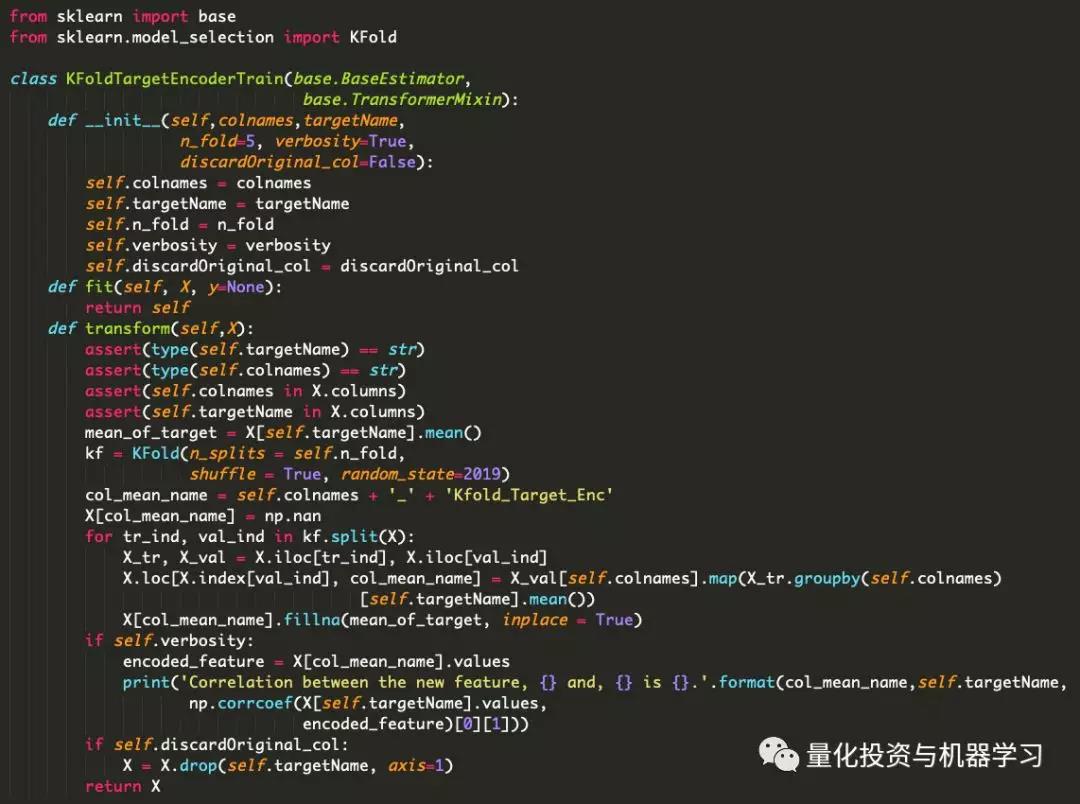 from sklearn import base
from sklearn.model_selection import KFold
class KFoldTargetEncoderTrain(base.BaseEstimator,
                               base.TransformerMixin):
    def __init__(self,colnames,targetName,
                  n_fold=5, verbosity=True,
                  discardOriginal_col=False):
        self.colnames = colnames
        self.targetName = targetName
        self.n_fold = n_fold
        self.verbosity = verbosity
        self.discardOriginal_col = discardOriginal_col
    def fit(self, X, y=None):
        return self
    def transform(self,X):
        assert(type(self.targetName) == str)
        assert(type(self.colnames) == str)
        assert(self.colnames in X.columns)
        assert(self.targetName in X.columns)
        mean_of_target = X[self.targetName].mean()
        kf = KFold(n_splits = self.n_fold,
                   shuffle = True, random_state=2019)
        col_mean_name = self.colnames + '_' + 'Kfold_Target_Enc'
        X[col_mean_name] = np.nan
        for tr_ind, val_ind in kf.split(X):
            X_tr, X_val = X.iloc[tr_ind], X.iloc[val_ind]
            X.loc[X.index[val_ind], col_mean_name] = X_val[self.colnames].map(X_tr.groupby(self.colnames)
                                     [self.targetName].mean())
            X[col_mean_name].fillna(mean_of_target, inplace = True)
        if self.verbosity:
            encoded_feature = X[col_mean_name].values
            print('Correlation between the new feature, {} and, {} is {}.'.format(col_mean_name,self.targetName,
                   np.corrcoef(X[self.targetName].values,
                               encoded_feature)[0][1]))
        if self.discardOriginal_col:
            X = X.drop(self.targetName, axis=1)
        return X
量化投资与机器学习